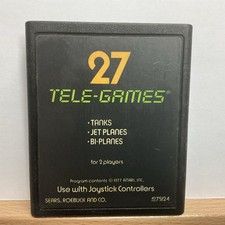 27
TELE-GAMES
•TANKS
•JET PLANES
•BI-PLANES
for 2 players
Program contents © 1977 ATARI, INC.
Use with Joystick Controllers
SEARS, ROEBUCK AND CO.